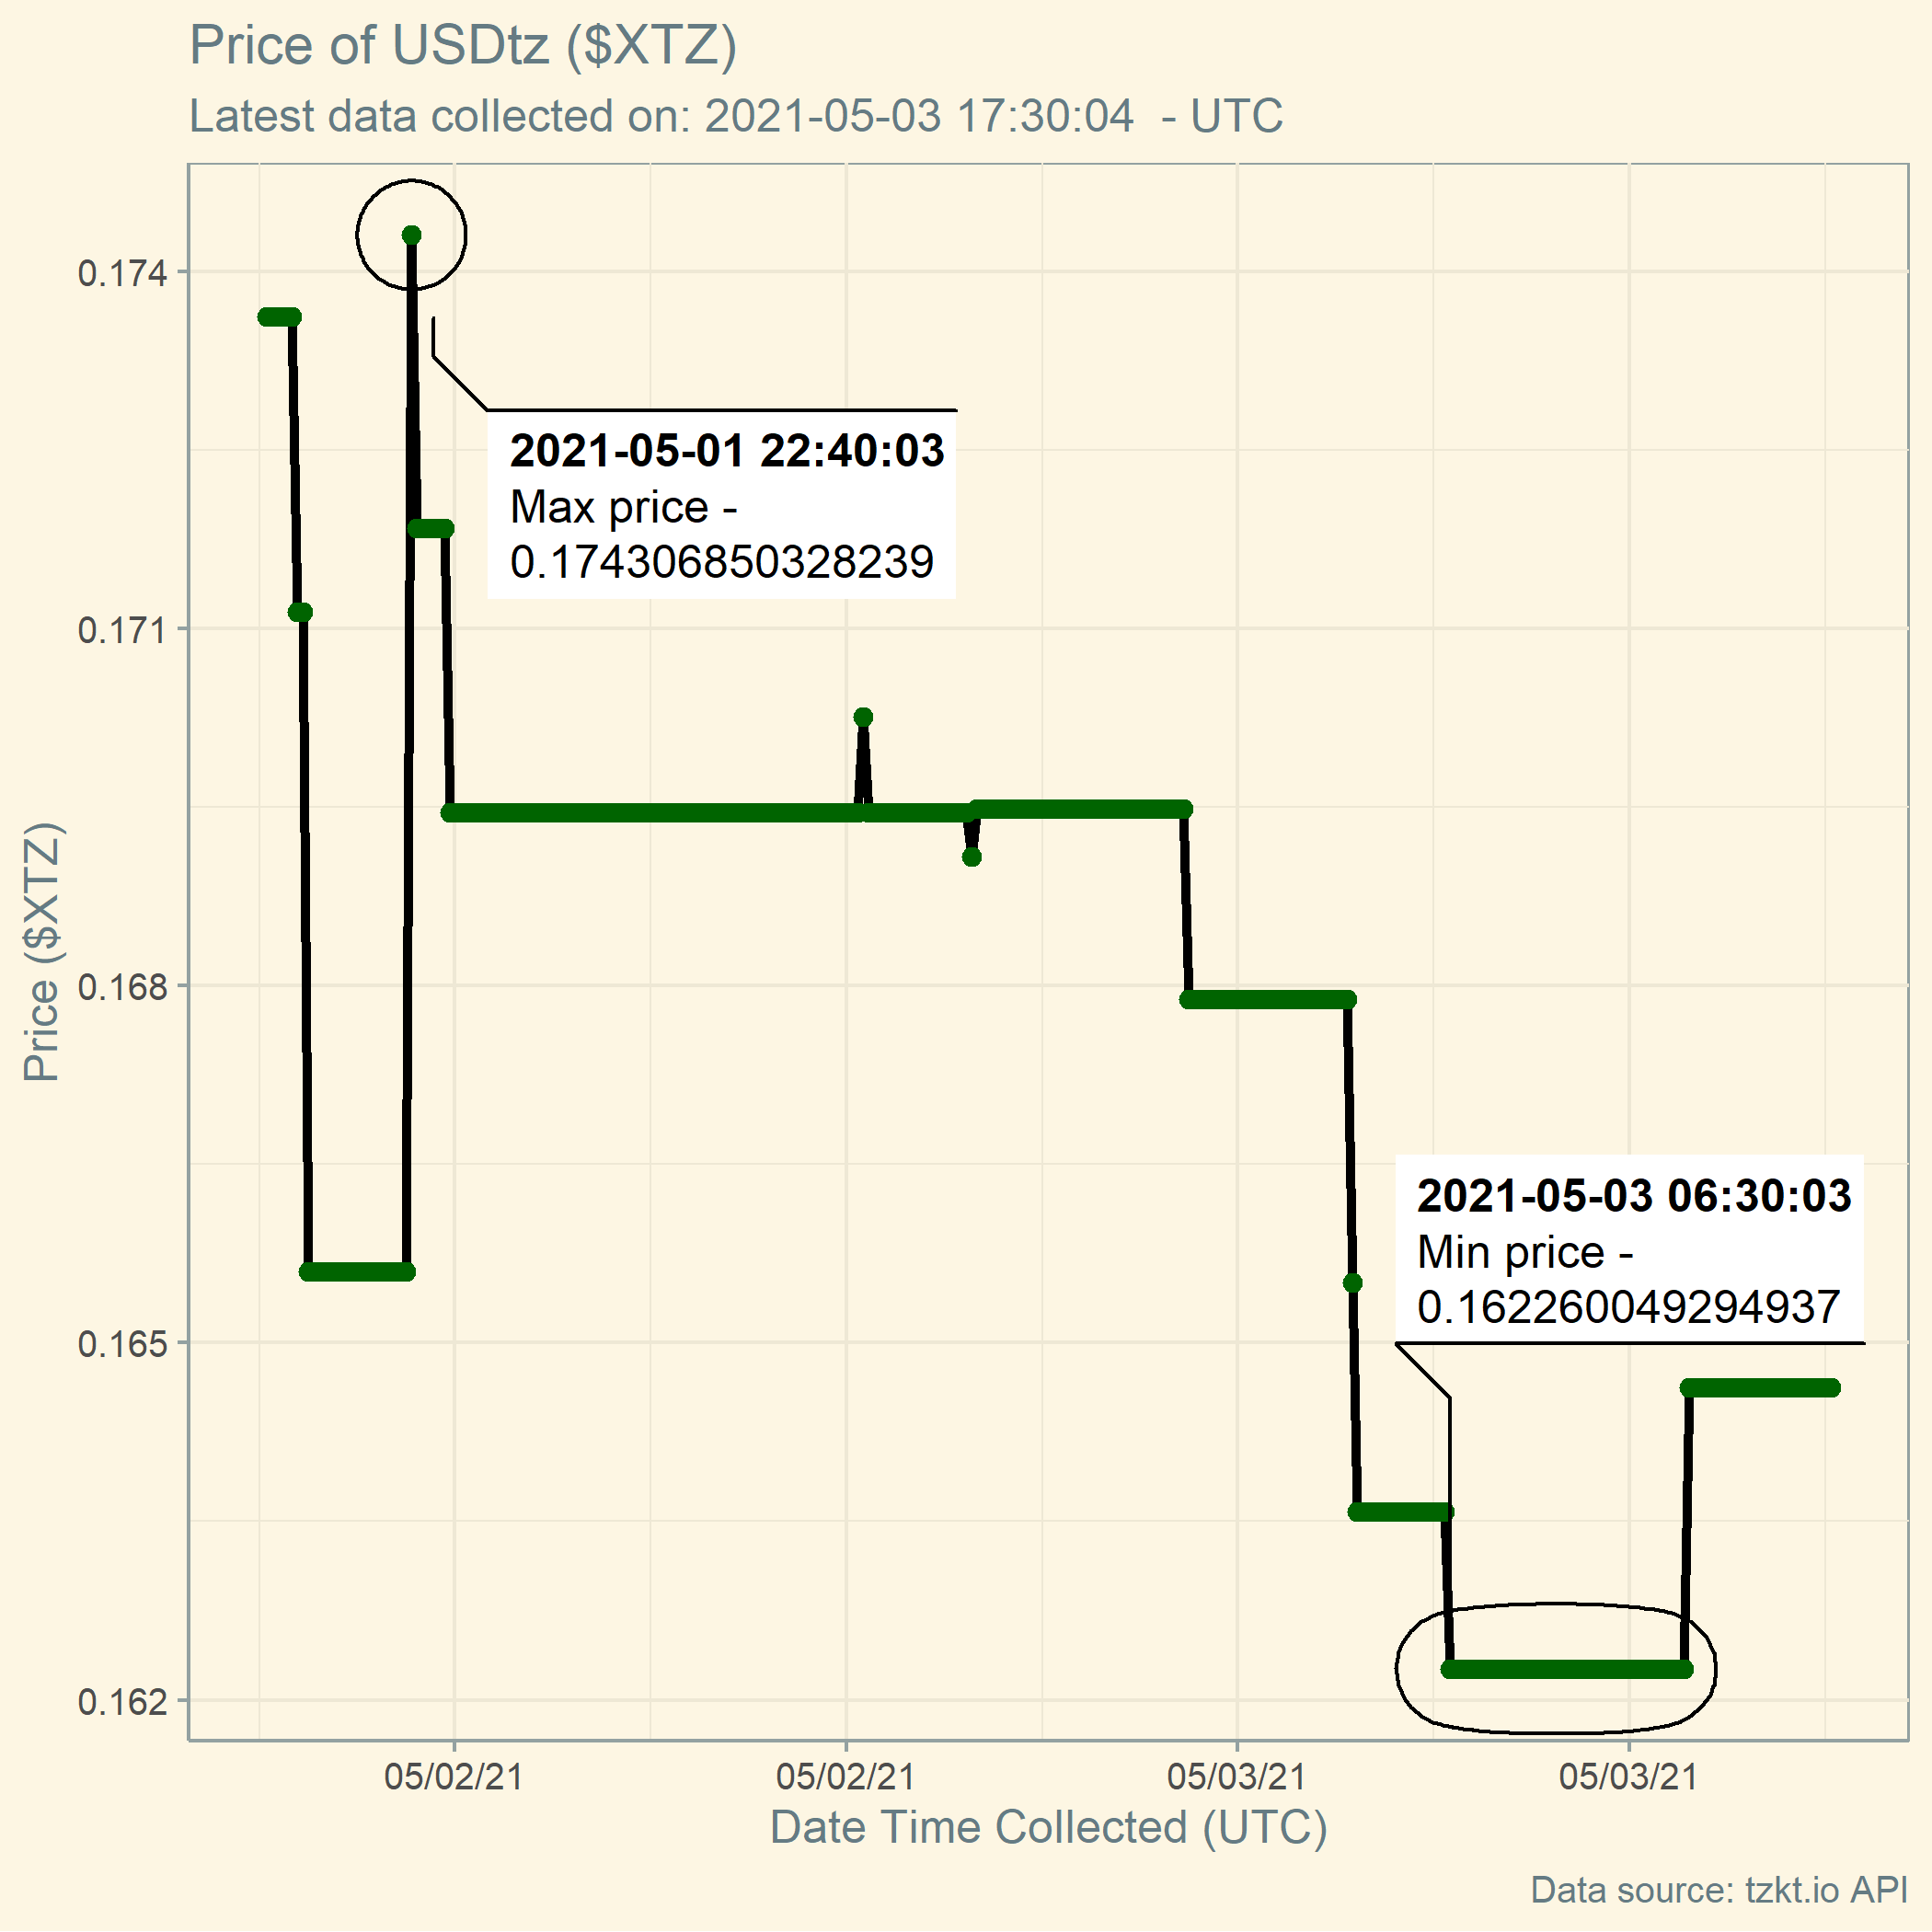 Price of USDtz ($XTZ)
Latest data collected on: 2021-05-03 17:30:04  - UTC
0.174
0.171
0.168
0.165
0.162
Price ($XTZ)
2021-05-01 22:40:03
Max price -
0.174306850328239
2021-05-03 06:30:03
Min price -
0.162260049294937
05/02/21
05/02/21
05/03/21
05/03/21
Date Time Collected (UTC)
Data source: tzkt.io API